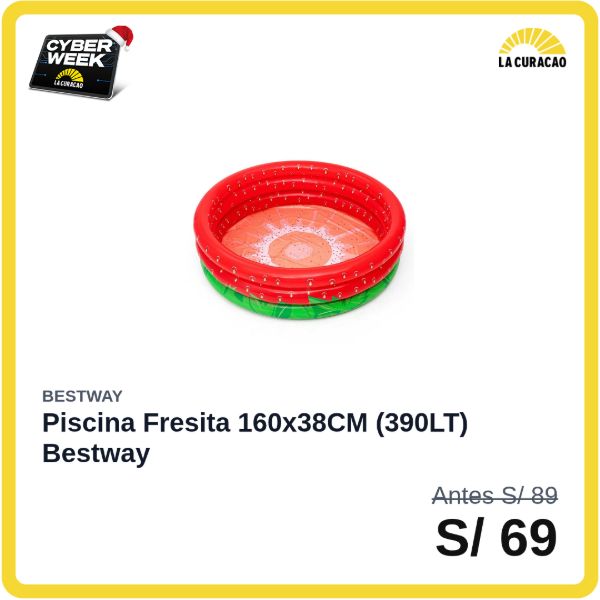 CYBER
WEEK
LA CURACAO
LA CURACAO
BESTWAY
Piscina Fresita 160x38CM (390LT)
Bestway
Antes S/ 89
S/ 69